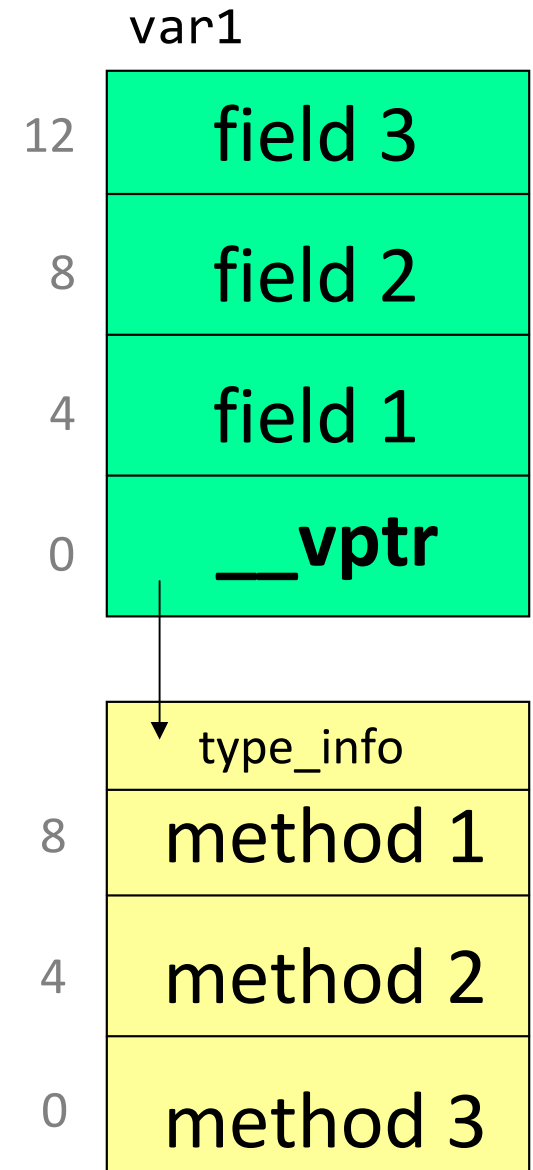 var1
12 field 3
8 field 2
4 field 1
0 __vptr
type_info
8 method 1
4 method 2
0 method 3